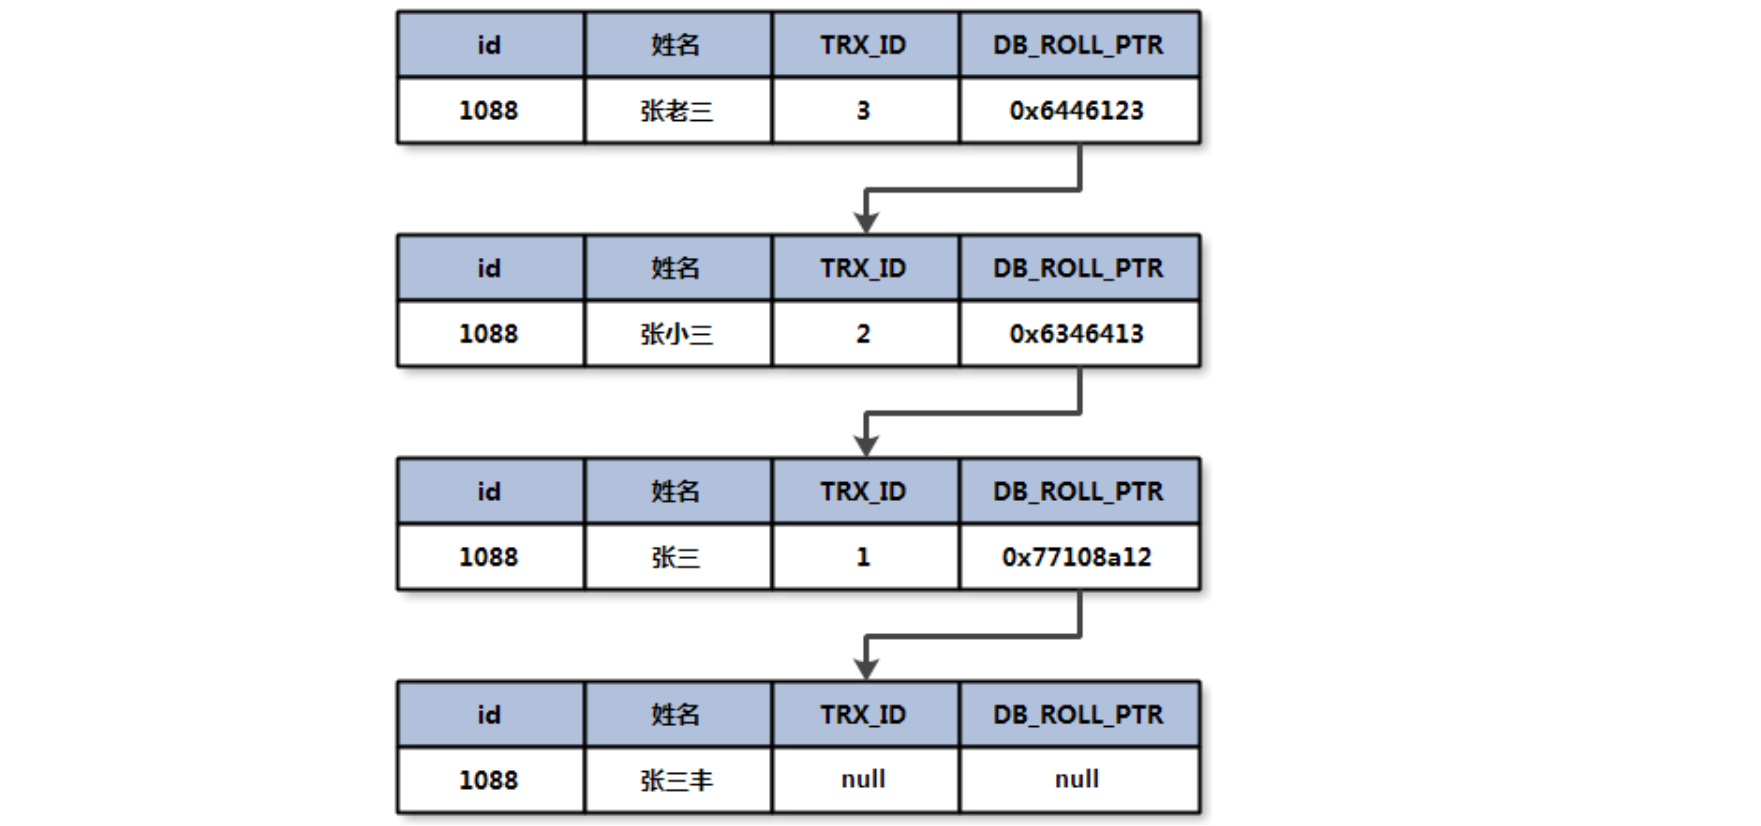 id 姓名 TRX_ID DB_ROLL_PTR
1088 张老三 3 0x6446123
id 姓名 TRX_ID DB_ROLL_PTR
1088 张小三 2 0x6346413
id 姓名 TRX_ID DB_ROLL_PTR
1088 张三 1 0x77108a12
id 姓名 TRX_ID DB_ROLL_PTR
1088 张三丰 null null